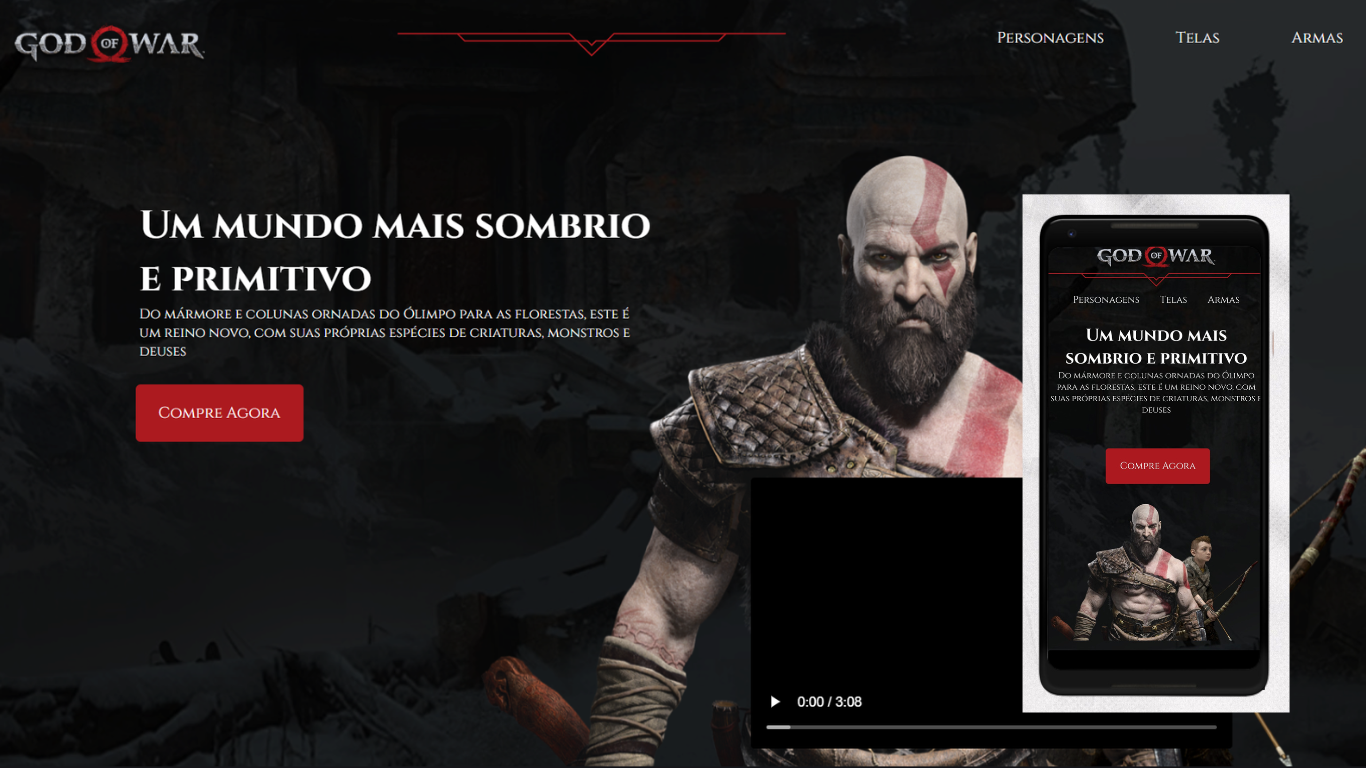 GOD OF WAR
Personagens
Telas
Armas
Um mundo mais sombrio
e primitivo
Do mármore e colunas ornadas do Ólimpo para as florestas, este é
um reino novo, com suas próprias espécies de criaturas, monstros e
deuses
Compre Agora
0:00 / 3:08
GOD OF WAR
Personagens
Telas
Armas
Um mundo mais
sombrio e primitivo
Do mármore e colunas ornadas do Ólimpo
para as florestas, este é um reino novo, com
suas próprias espécies de criaturas, monstros e
deuses
Compre Agora